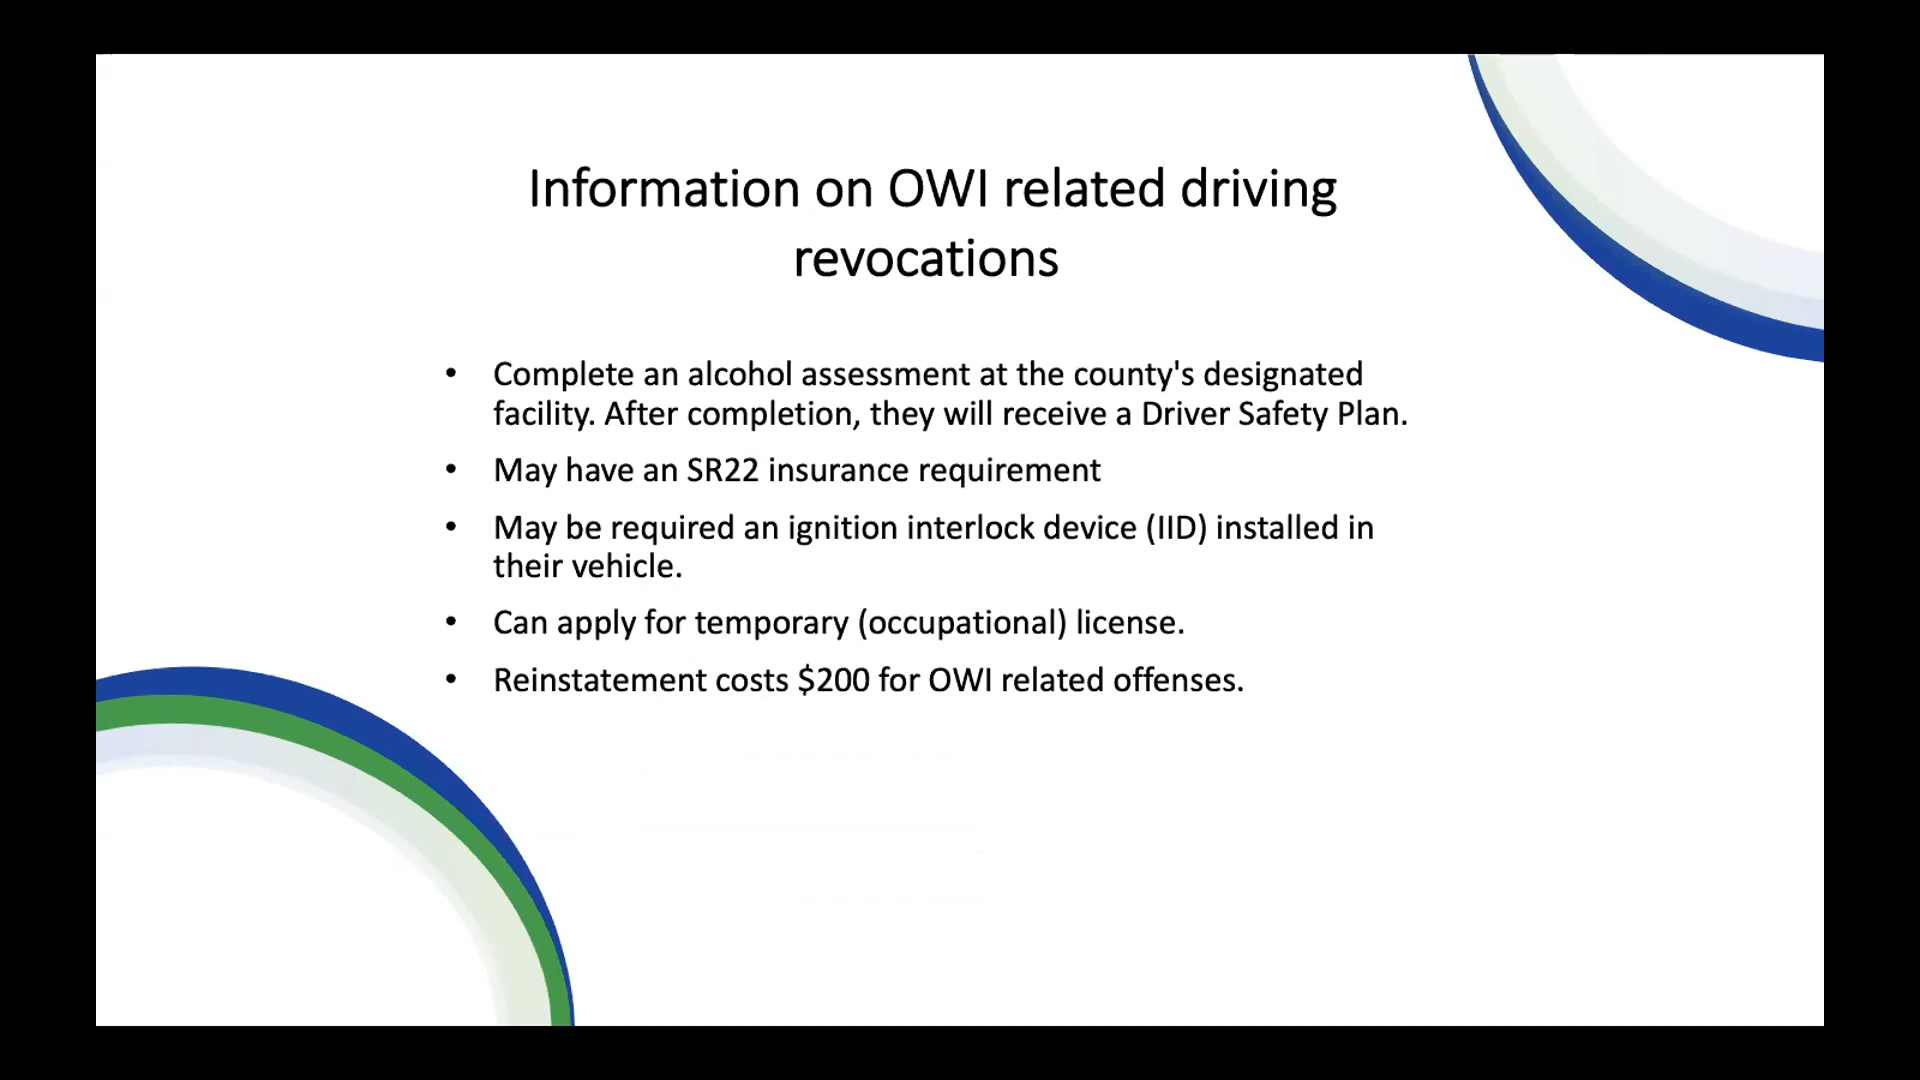 Information on OWI related driving
revocations
• Complete an alcohol assessment at the county's designated
facility. After completion, they will receive a Driver Safety Plan.
• May have an SR22 insurance requirement
• May be required an ignition interlock device (IID) installed in
their vehicle.
• Can apply for temporary (occupational) license.
• Reinstatement costs $200 for OWI related offenses.